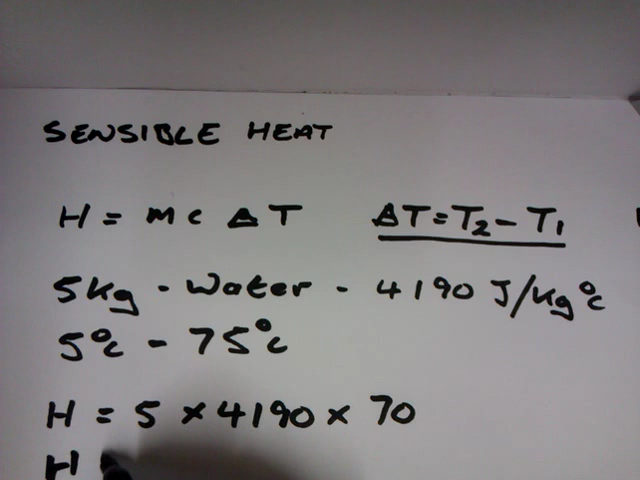 SENSIBLE HEAT
H = mc ΔT ΔT = T₂ - T₁
5kg - Water - 4190 J/kg°c
5°c - 75°c
H = 5 × 4190 × 70
H